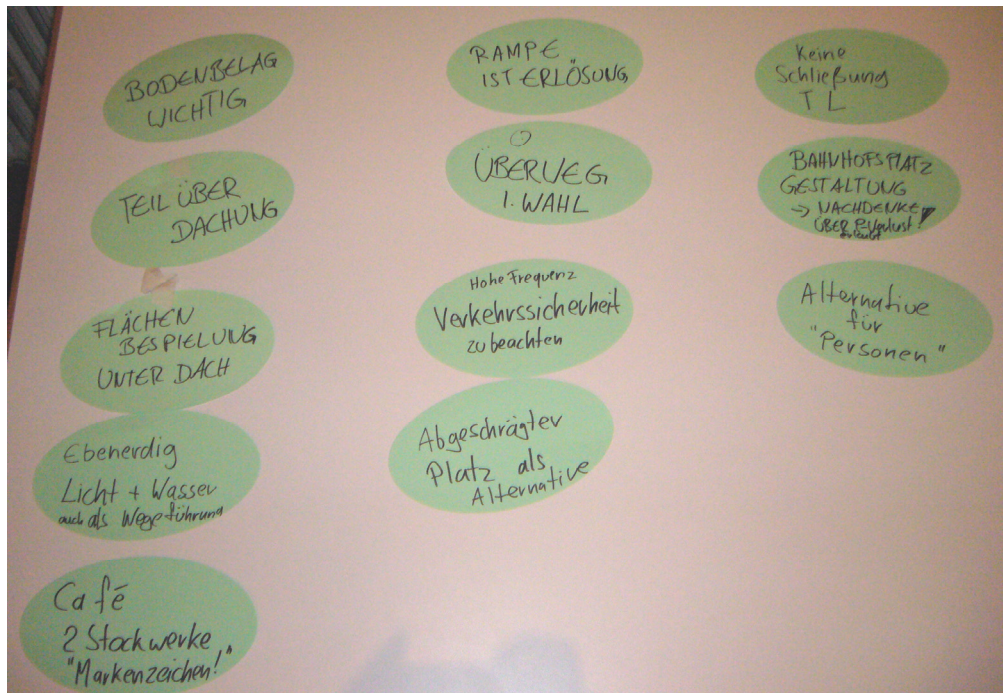 BODENBELAG
WICHTIG
TEIL ÜBER
DACHUNG
FLÄCHEN
BESPIELUNG
UNTER DACH
Ebenerdig
Licht + Wasser
auch als Wegeführung
Café
2 Stockwerke
"Markenzeichen!"
RAMPE
IST ERLÖSUNG
ÜBERWEG
1. WAHL
Hohe Frequenz
Verkehrssicherheit
zu beachten
Abgeschrägter
Platz als
Alternative
Keine
Schließung
TL
BAHNHOFSPLATZ
GESTALTUNG
→ NACHDENKE
ÜBER
Alternative
für
"Personen"